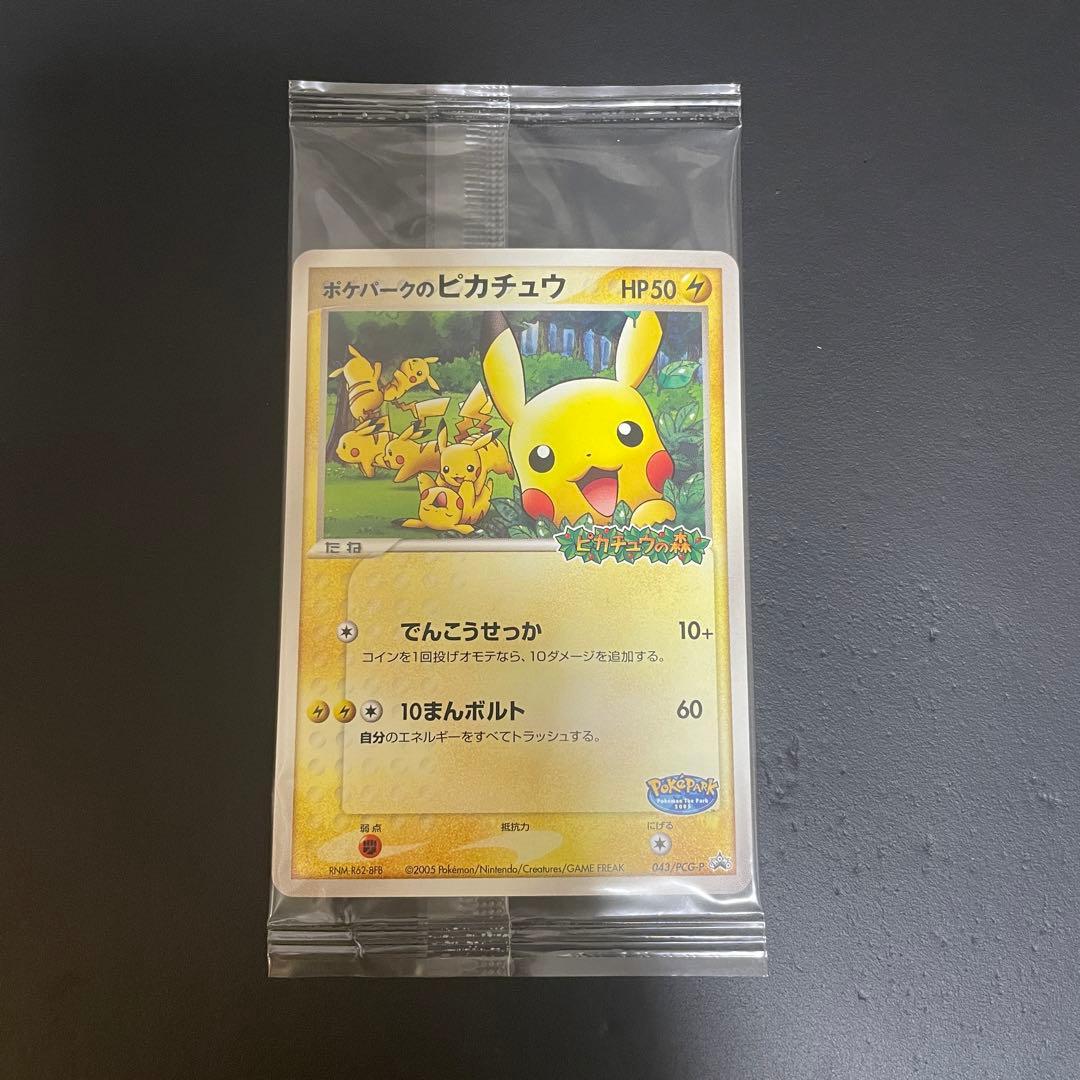 ポケパークのピカチュウ HP50
ピカチュウの森
たね
でんこうせっか 10+
コインを1回投げオモテなら、10ダメージを追加する。
10まんボルト 60
自分のエネルギーをすべてトラッシュする。
POKÉPARK
Pokémon The Park
2005
弱点 抵抗力 にげる
RNM R62-8FB ©2005 Pokémon/Nintendo/Creatures/GAME FREAK 043/PCG-P